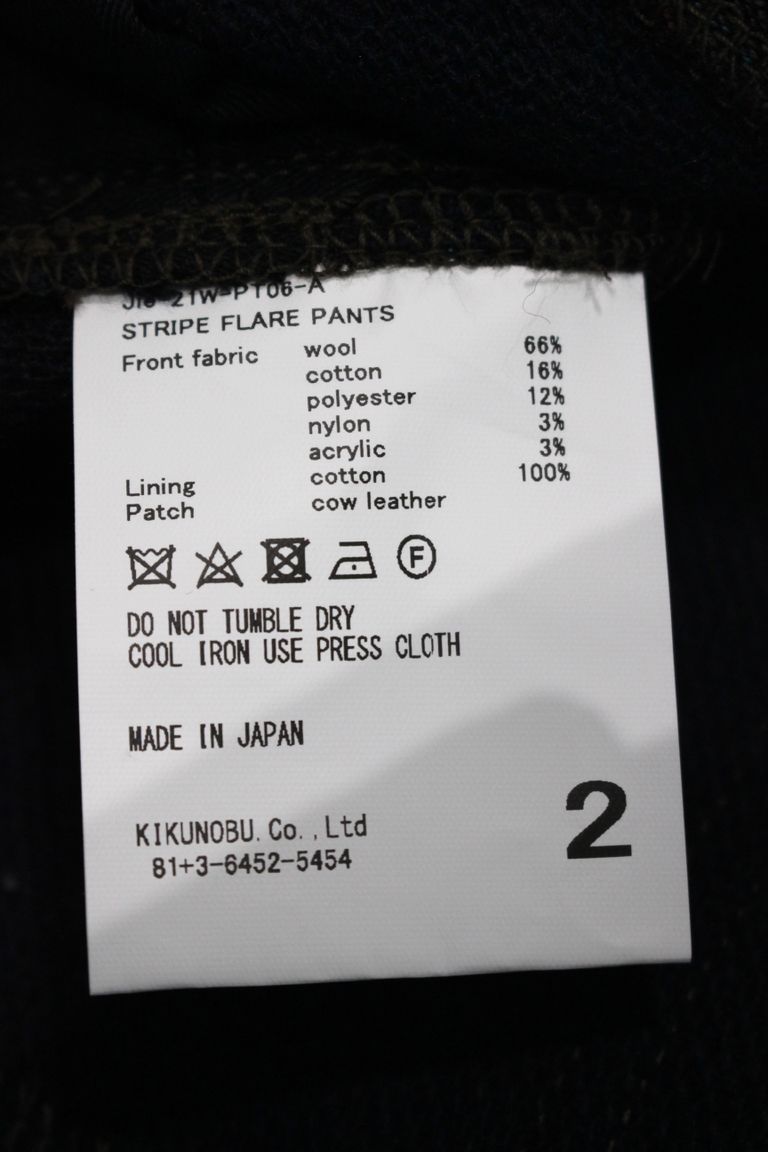 STRIPE FLARE PANTS
Front fabric wool 66%
cotton 16%
polyester 12%
nylon 3%
acrylic 3%
Lining cotton 100%
Patch cow leather
F
DO NOT TUMBLE DRY
COOL IRON USE PRESS CLOTH
MADE IN JAPAN
2
KIKUNOBU.Co.,Ltd
81+3-6452-5454